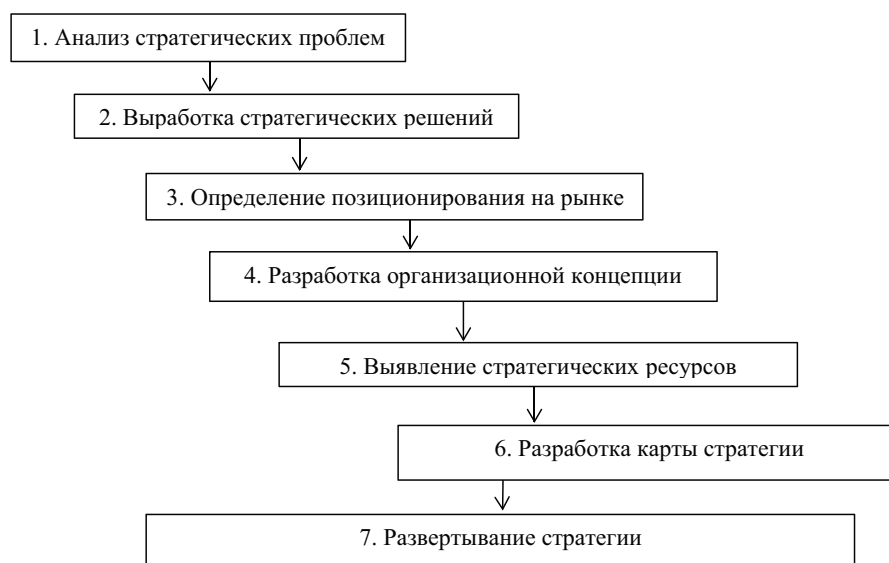 1. Анализ стратегических проблем
2. Выработка стратегических решений
3. Определение позиционирования на рынке
4. Разработка организационной концепции
5. Выявление стратегических ресурсов
6. Разработка карты стратегии
7. Развертывание стратегии